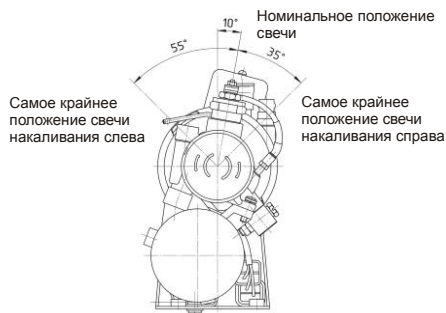 10°
Номинальное положение
свечи
55°
35°
Самое крайнее
положение свечи
накаливания слева
Самое крайнее
положение свечи
накаливания справа